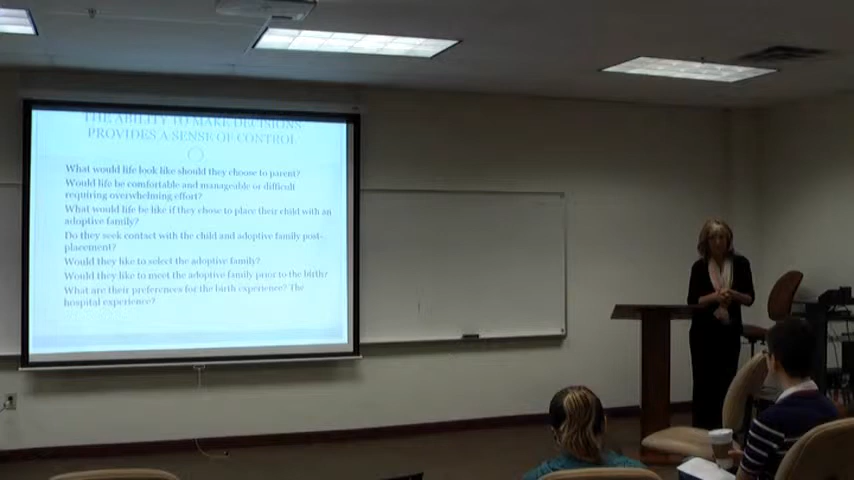 THE ABILITY TO MAKE DECISIONS
PROVIDES A SENSE OF CONTROL
What would life look like should they choose to parent?
Would life be comfortable and manageable or difficult
requiring overwhelming effort?
What would life be like if they chose to place their child with an
adoptive family?
Do they seek contact with the child and adoptive family post-
placement?
Would they like to select the adoptive family?
Would they like to meet the adoptive family prior to the birth?
What are their preferences for the birth experience? The
hospital experience?